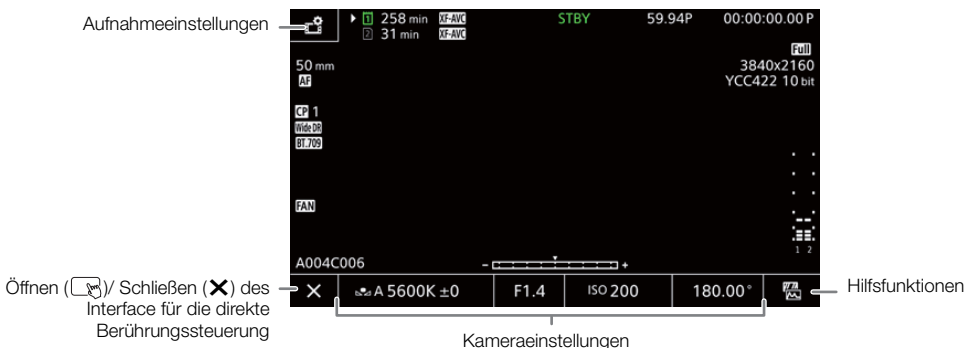 Aufnahmeeinstellungen
1 258 min XF-AVC STBY 59.94P 00:00:00.00 P
2 31 min XF-AVC
Full
50 mm 3840x2160
AF YCC422 10 bit
CP 1
Wide DR
BT.709
FAN
1 2
A004C006 − +
Öffnen ( )/ Schließen (✕) des
Interface für die direkte
Berührungssteuerung
✕ A 5600K ±0 F1.4 ISO 200 180.00°
Hilfsfunktionen
Kameraeinstellungen